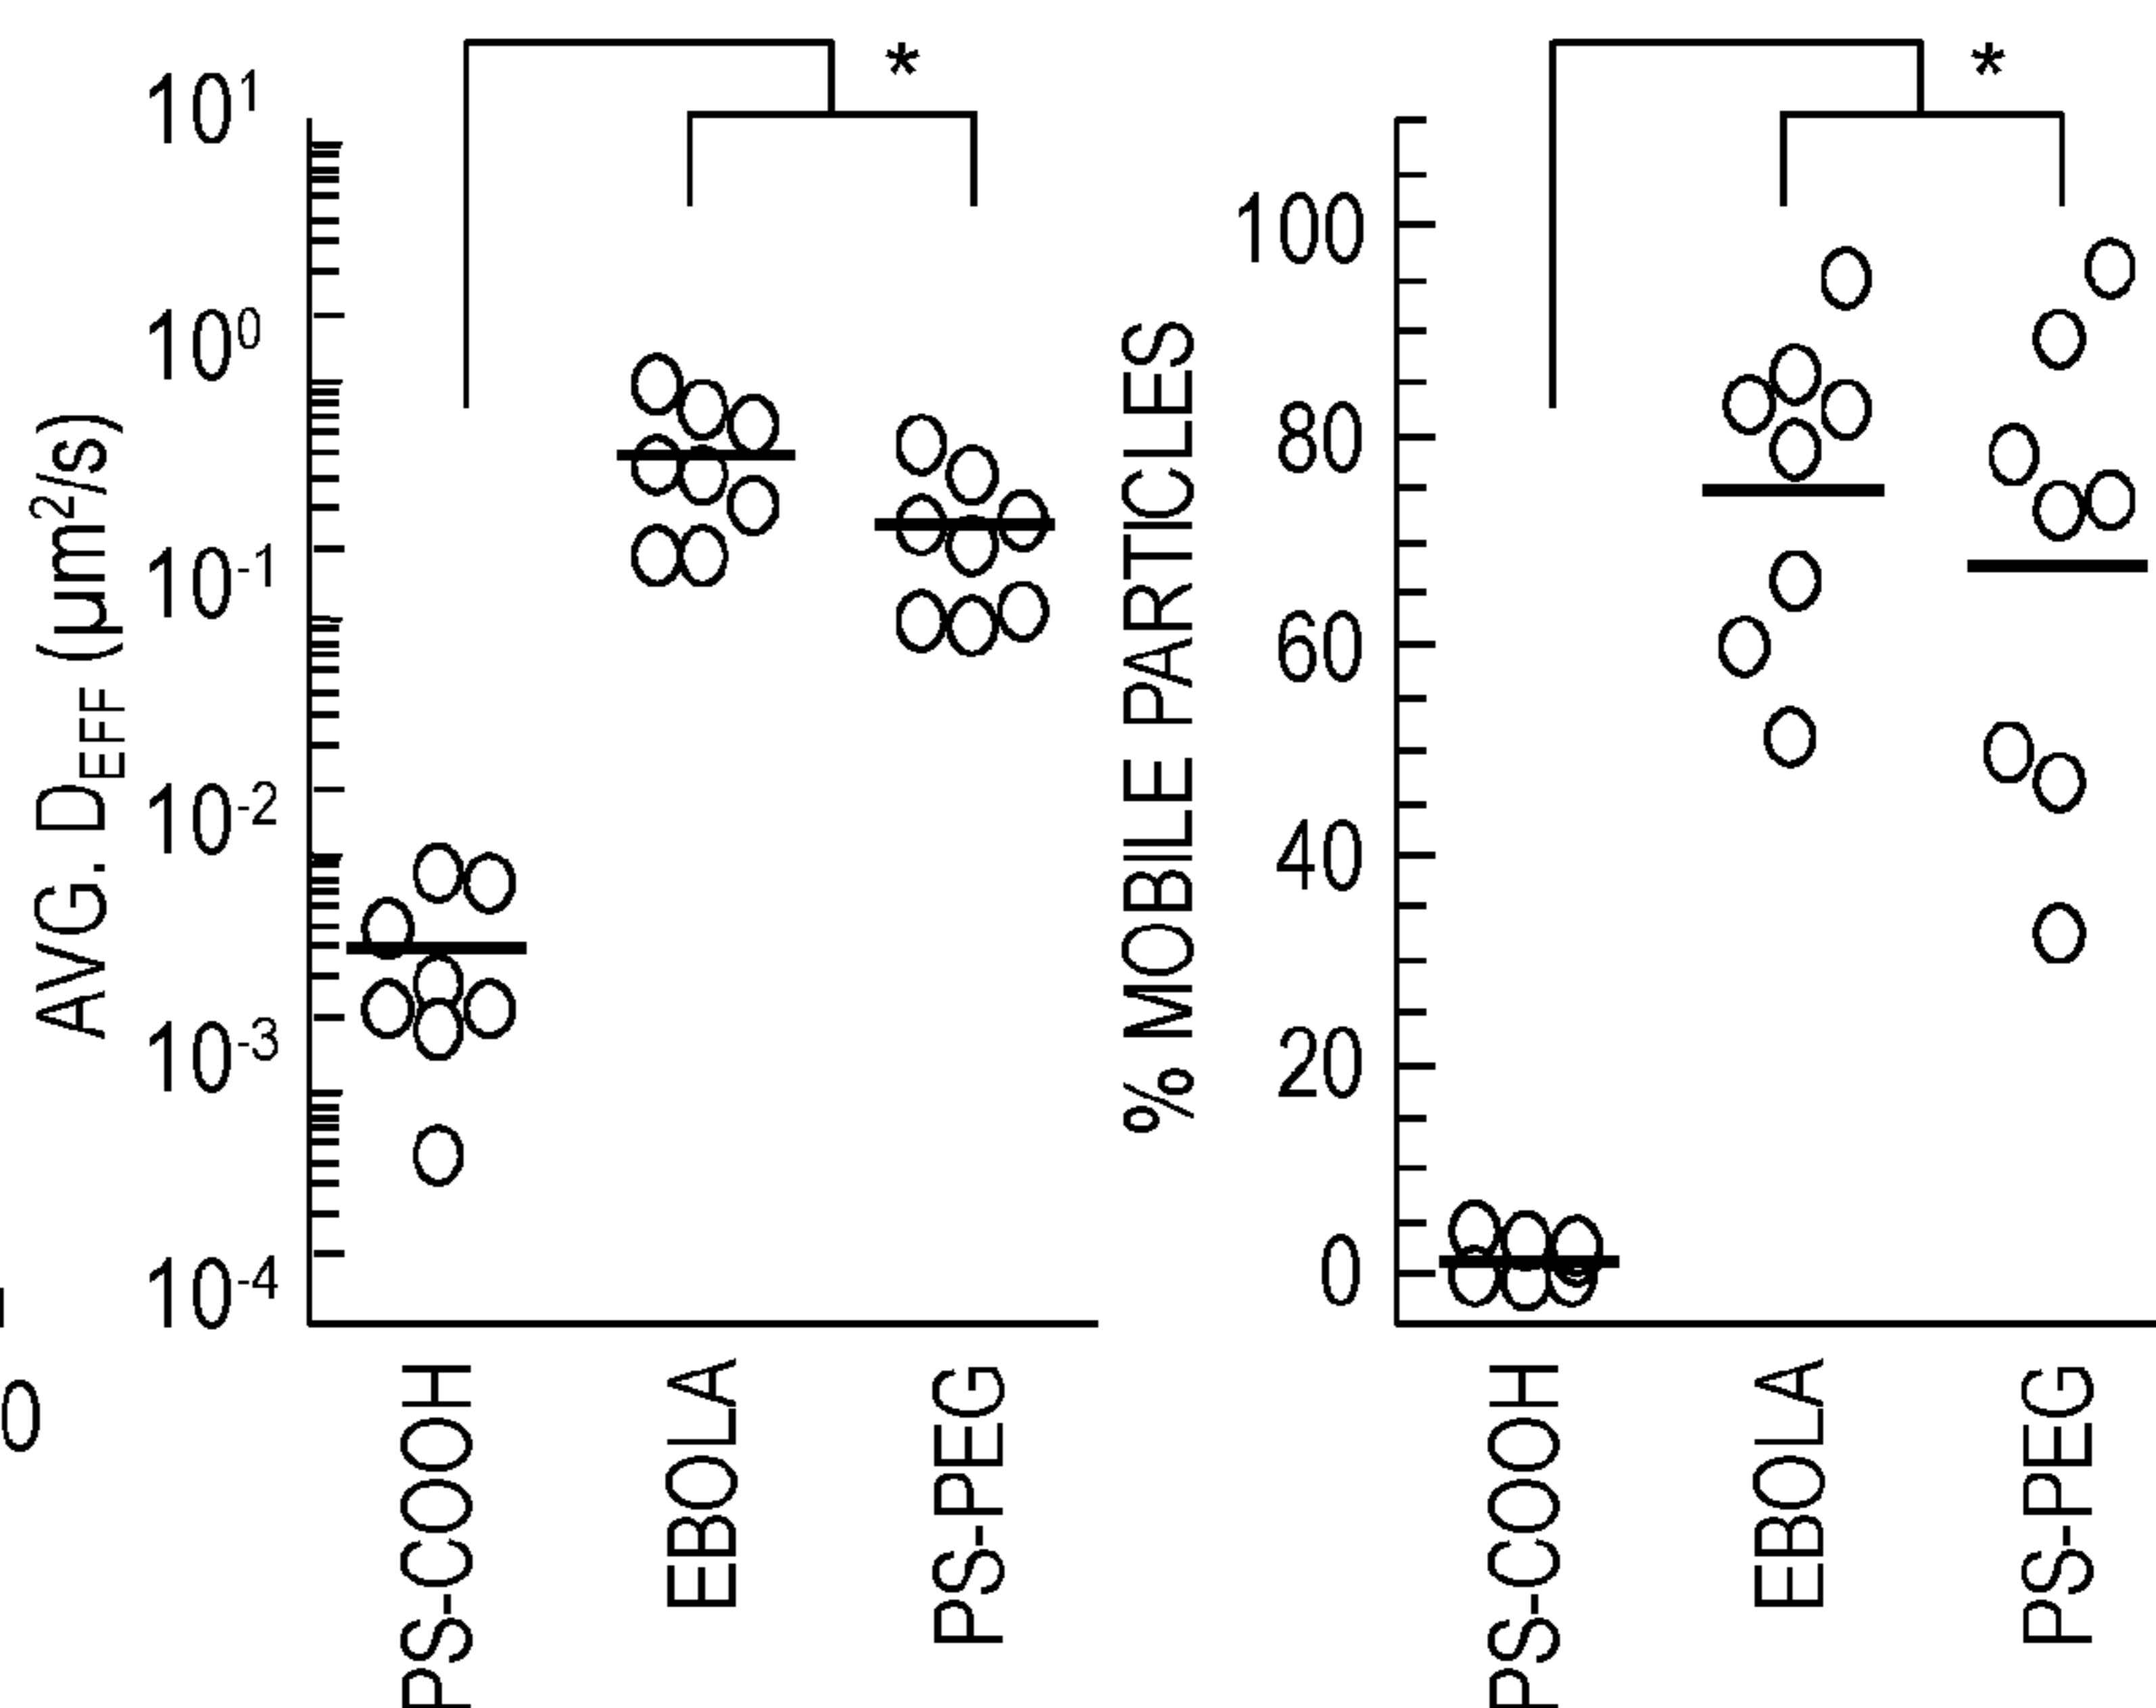 AVG. D_EFF (µm²/s)
10¹
10⁰
10⁻¹
10⁻²
10⁻³
10⁻⁴
*
PS-COOH
EBOLA
PS-PEG
% MOBILE PARTICLES
100
80
60
40
20
0
*
PS-COOH
EBOLA
PS-PEG
0